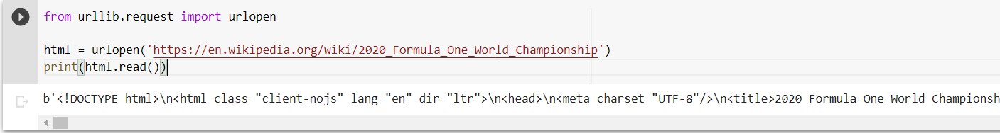 from urllib.request import urlopen
html = urlopen('https://en.wikipedia.org/wiki/2020_Formula_One_World_Championship')
print(html.read())
b'<!DOCTYPE html>\n<html class="client-nojs" lang="en" dir="ltr">\n<head>\n<meta charset="UTF-8"/>\n<title>2020 Formula One World Championsh